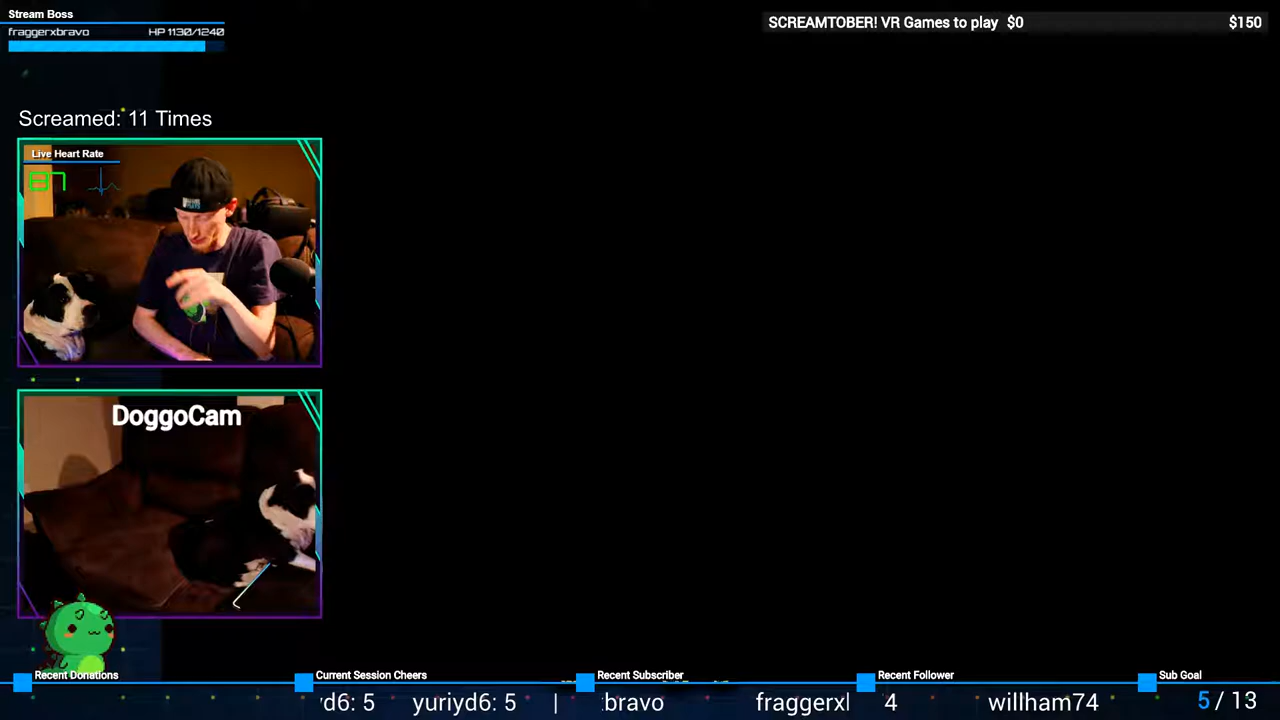 Stream Boss
fraggerxbravo HP 1130/1240
SCREAMTOBER! VR Games to play $0 $150
Screamed: 11 Times
Live Heart Rate
87
DoggoCam
Recent Donations
Current Session Cheers
Recent Subscriber
Recent Follower
Sub Goal
d6: 5 yuriyd6: 5 |
bravo fraggerxl
4 willham74
5 / 13